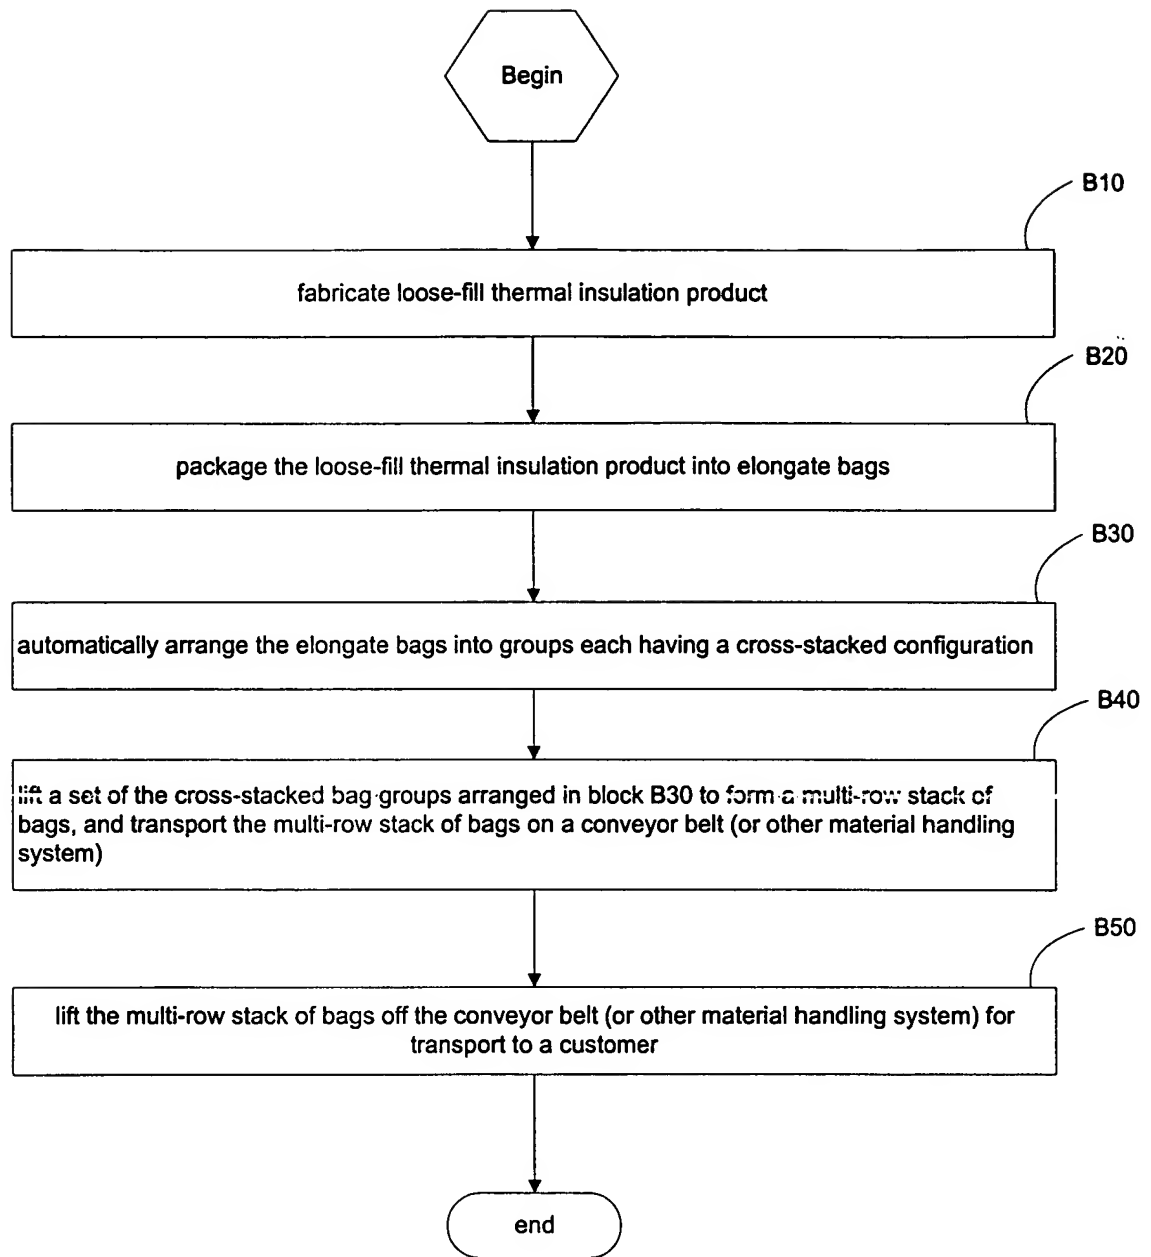 Begin
B10
fabricate loose-fill thermal insulation product
B20
package the loose-fill thermal insulation product into elongate bags
B30
automatically arrange the elongate bags into groups each having a cross-stacked configuration
B40
lift a set of the cross-stacked bag groups arranged in block B30 to form a multi-row stack of
bags, and transport the multi-row stack of bags on a conveyor belt (or other material handling
system)
B50
lift the multi-row stack of bags off the conveyor belt (or other material handling system) for
transport to a customer
end